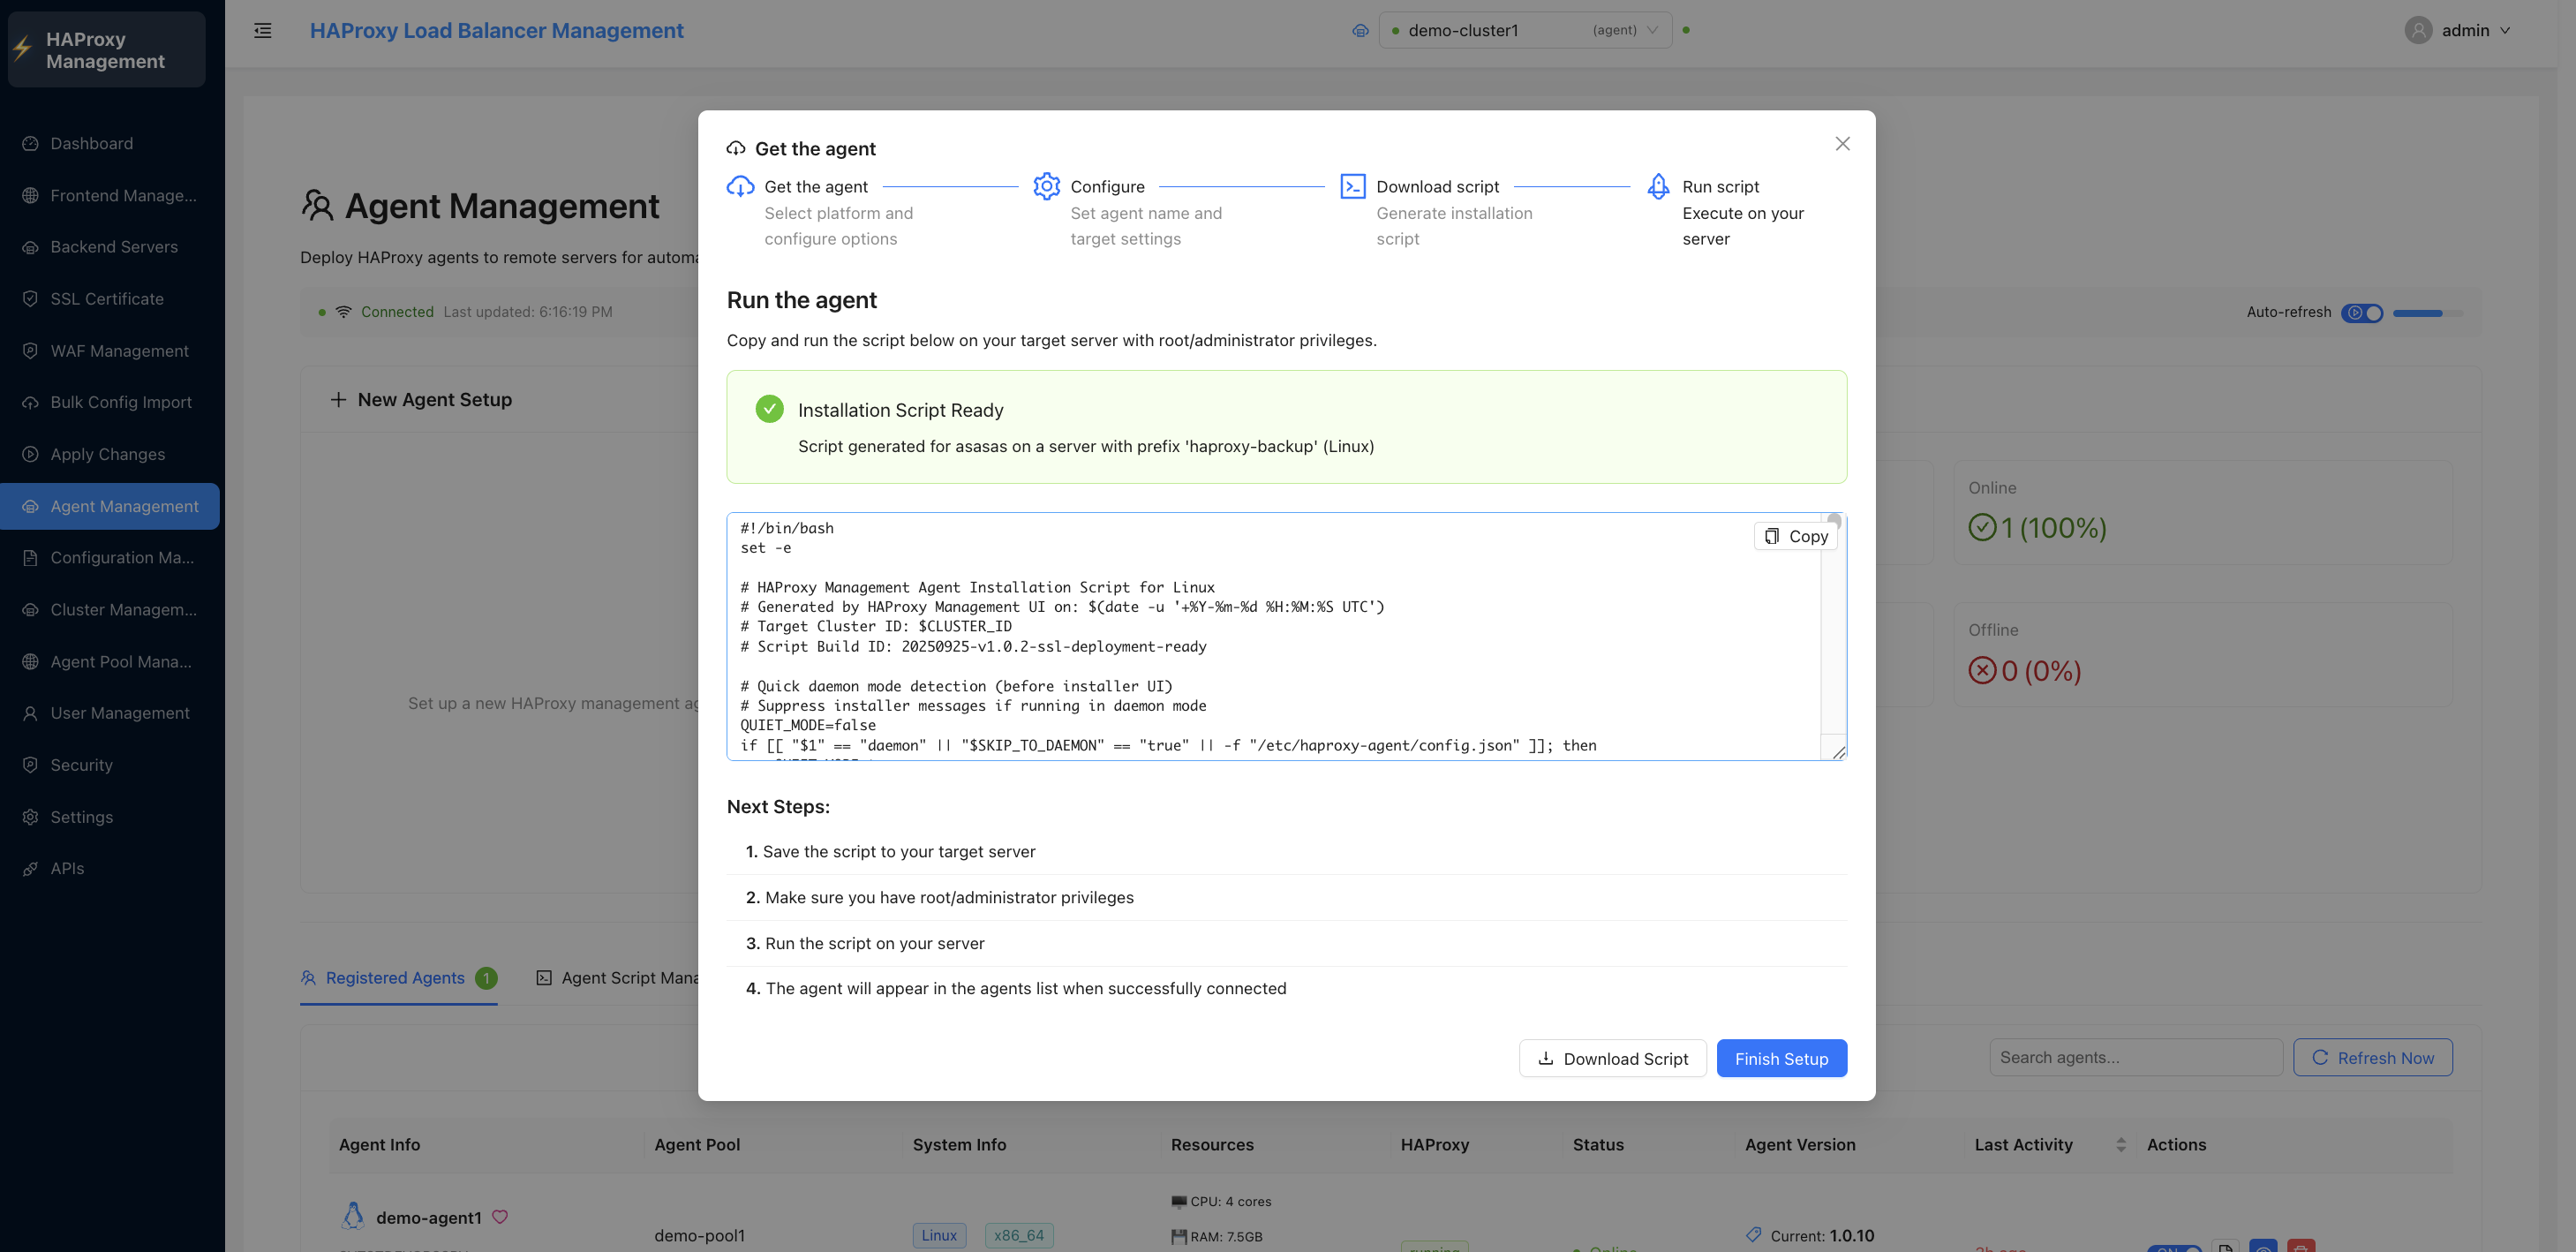 HAProxy
Management
HAProxy Load Balancer Management
demo-cluster1
(agent)
admin
Dashboard
Frontend Manage...
Backend Servers
SSL Certificate
WAF Management
Bulk Config Import
Apply Changes
Agent Management
Configuration Ma...
Cluster Managem...
Agent Pool Mana...
User Management
Security
Settings
APIs
Agent Management
Deploy HAProxy agents to remote servers for automa
Connected Last updated: 6:16:19 PM
Auto-refresh
New Agent Setup
Set up a new HAProxy management ag
Online
1 (100%)
Offline
0 (0%)
Get the agent
Get the agent
Select platform and
configure options
Configure
Set agent name and
target settings
Download script
Generate installation
script
Run script
Execute on your
server
Run the agent
Copy and run the script below on your target server with root/administrator privileges.
Installation Script Ready
Script generated for asasas on a server with prefix 'haproxy-backup' (Linux)
Copy
#!/bin/bash
set -e
# HAProxy Management Agent Installation Script for Linux
# Generated by HAProxy Management UI on: $(date -u '+%Y-%m-%d %H:%M:%S UTC')
# Target Cluster ID: $CLUSTER_ID
# Script Build ID: 20250925-v1.0.2-ssl-deployment-ready
# Quick daemon mode detection (before installer UI)
# Suppress installer messages if running in daemon mode
QUIET_MODE=false
if [[ "$1" == "daemon" || "$SKIP_TO_DAEMON" == "true" || -f "/etc/haproxy-agent/config.json" ]]; then
Next Steps:
1. Save the script to your target server
2. Make sure you have root/administrator privileges
3. Run the script on your server
4. The agent will appear in the agents list when successfully connected
Download Script
Finish Setup
Registered Agents 1
Agent Script Mana
Search agents...
Refresh Now
Agent Info
Agent Pool
System Info
Resources
HAProxy
Status
Agent Version
Last Activity
Actions
demo-agent1
demo-pool1
Linux
x86_64
CPU: 4 cores
RAM: 7.5GB
running
Online
Current: 1.0.10
ON